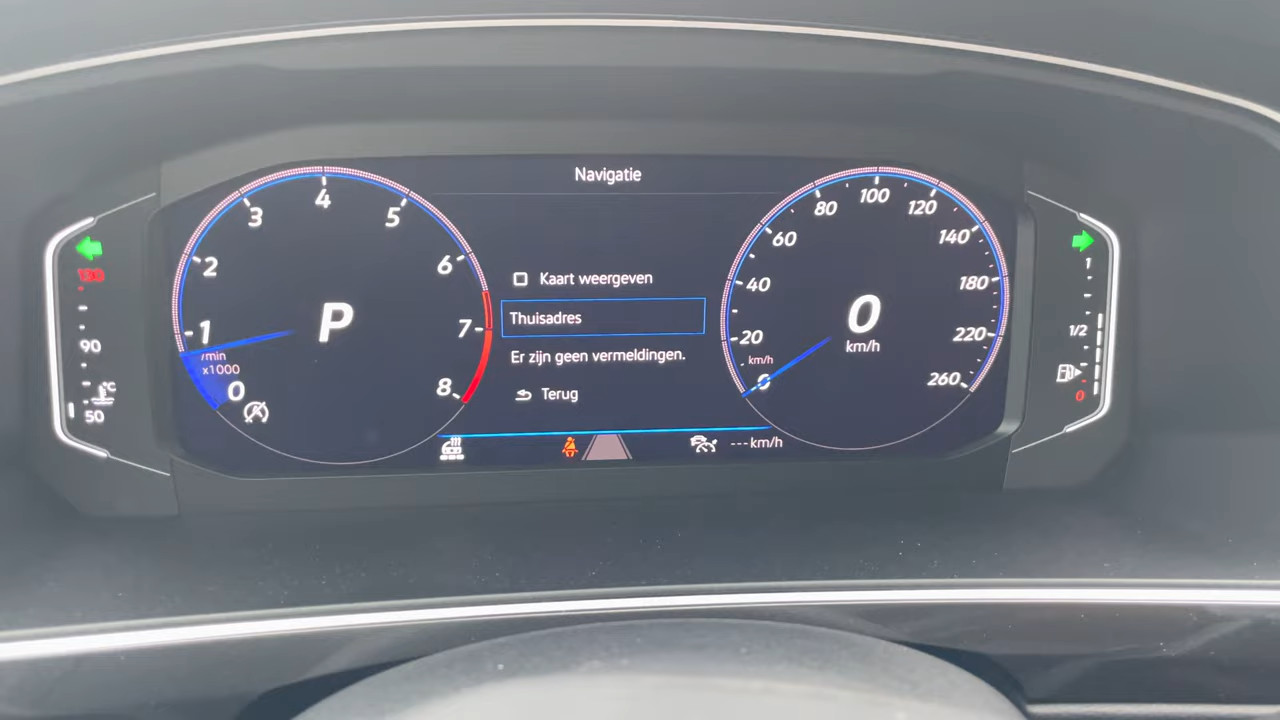 Navigatie
Kaart weergeven
Thuisadres
Er zijn geen vermeldingen.
Terug
--- km/h
P
0
1
2
3
4
5
6
7
8
/min
x1000
0
km/h
0
20
40
60
80
100
120
140
180
220
260
km/h
130
90
50
°C
1
1/2
0